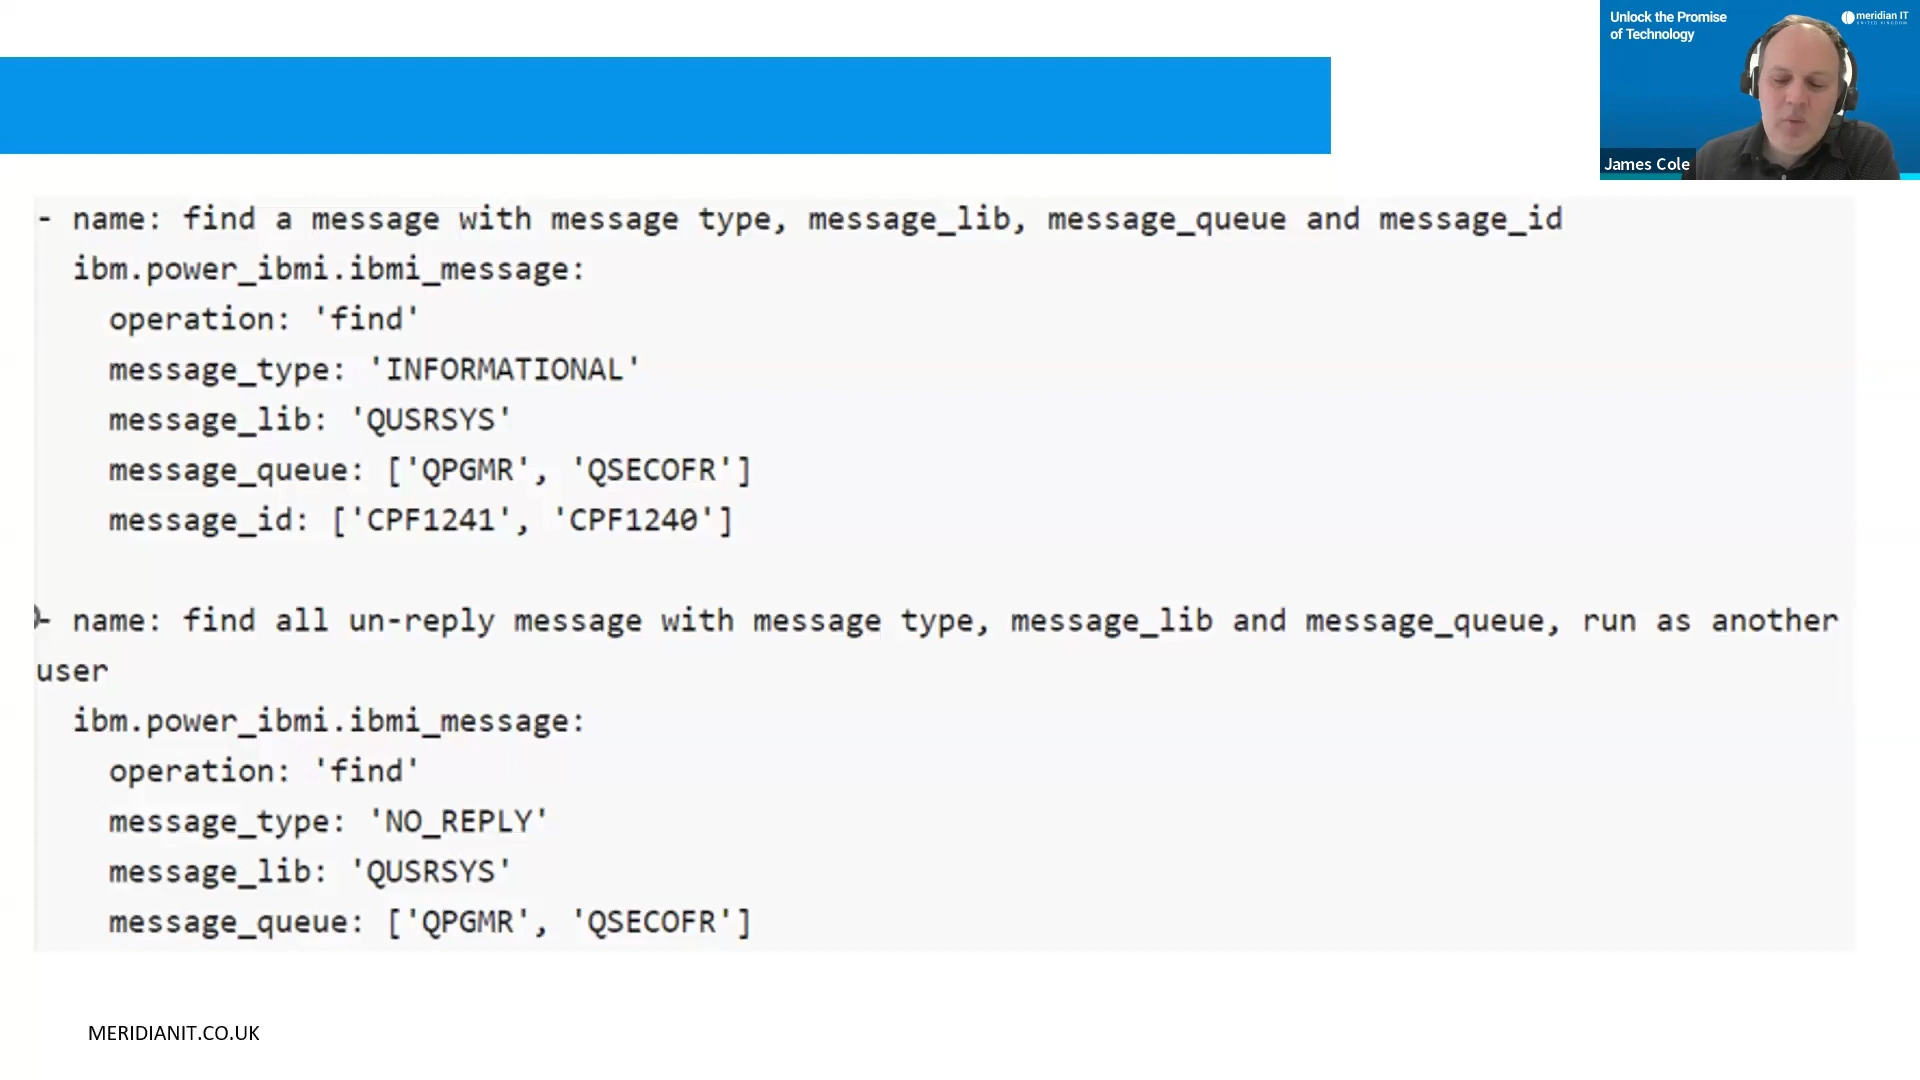 Unlock the Promise
of Technology
meridian IT
UNITED KINGDOM
James Cole
- name: find a message with message type, message_lib, message_queue and message_id
ibm.power_ibmi.ibmi_message:
operation: 'find'
message_type: 'INFORMATIONAL'
message_lib: 'QUSRSYS'
message_queue: ['QPGMR', 'QSECOFR']
message_id: ['CPF1241', 'CPF1240']
- name: find all un-reply message with message type, message_lib and message_queue, run as another
user
ibm.power_ibmi.ibmi_message:
operation: 'find'
message_type: 'NO_REPLY'
message_lib: 'QUSRSYS'
message_queue: ['QPGMR', 'QSECOFR']
MERIDIANIT.CO.UK